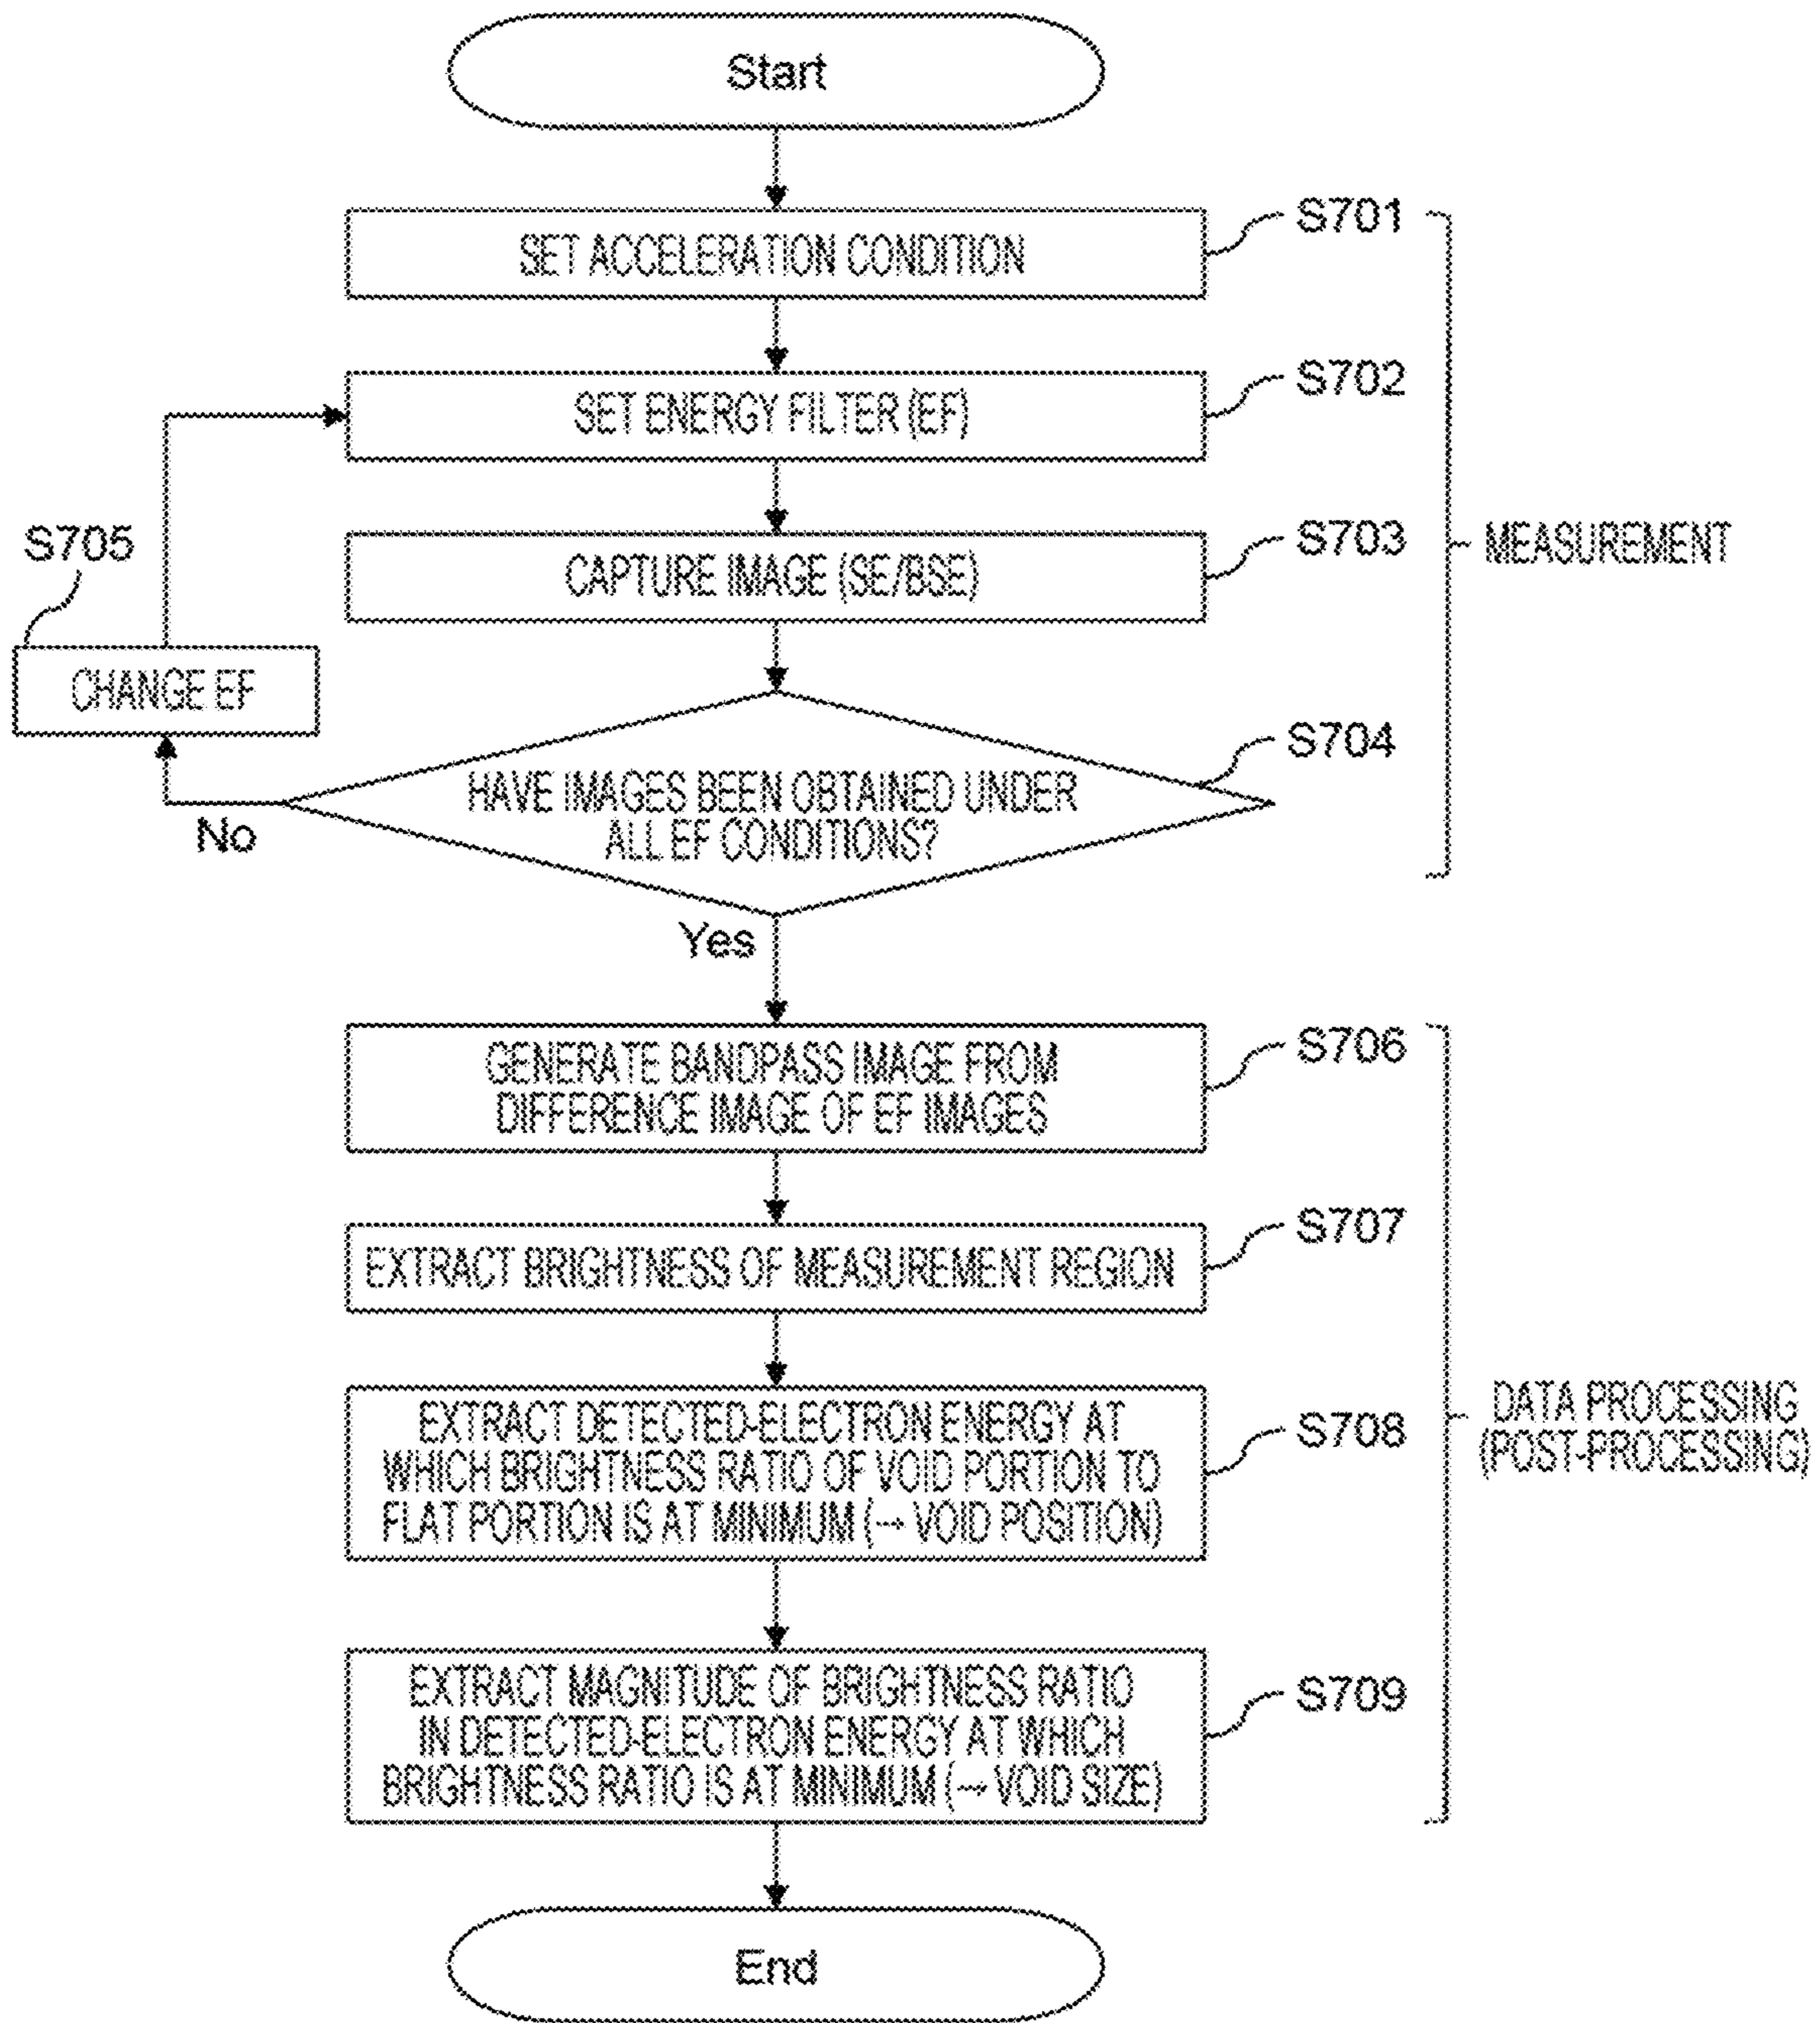 Start
SET ACCELERATION CONDITION
S701
SET ENERGY FILTER (EF)
S702
CAPTURE IMAGE (SE/BSE)
S703
MEASUREMENT
S705
CHANGE EF
HAVE IMAGES BEEN OBTAINED UNDER
ALL EF CONDITIONS?
S704
No
Yes
GENERATE BANDPASS IMAGE FROM
DIFFERENCE IMAGE OF EF IMAGES
S706
EXTRACT BRIGHTNESS OF MEASUREMENT REGION
S707
EXTRACT DETECTED-ELECTRON ENERGY AT
WHICH BRIGHTNESS RATIO OF VOID PORTION TO
FLAT PORTION IS AT MINIMUM (→ VOID POSITION)
S708
DATA PROCESSING
(POST-PROCESSING)
EXTRACT MAGNITUDE OF BRIGHTNESS RATIO
IN DETECTED-ELECTRON ENERGY AT WHICH
BRIGHTNESS RATIO IS AT MINIMUM (→ VOID SIZE)
S709
End